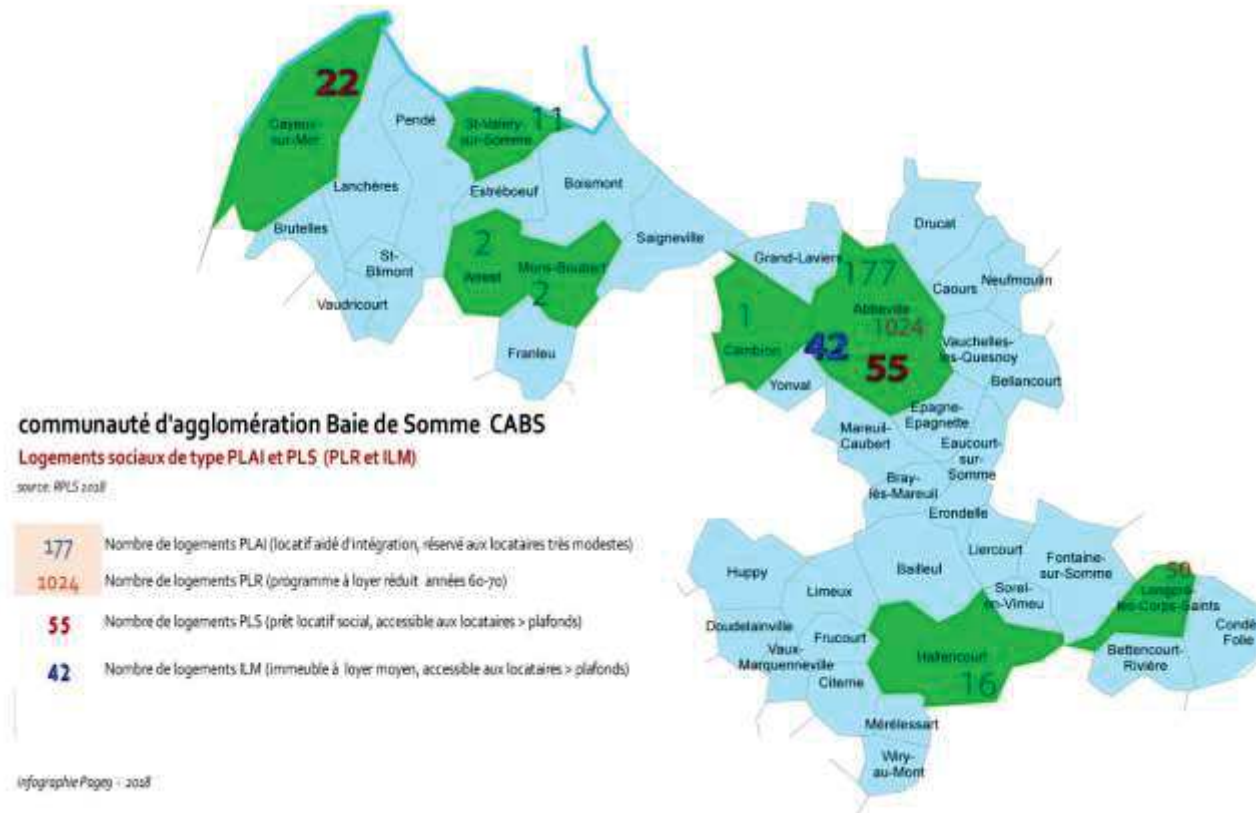 22
Cayeux-
sur-Mer
Pendé
St-Valery-
sur-Somme
11
Lanchères
Estréboeuf
Boismont
Brutelles
St-
Blimont
2
Arrest
Mons-Boubert
2
Saigneville
Vaudricourt
Franleu
Drucat
Grand-Laviers
177
Neufmoulin
Caours
1
Abbeville
1024
Cambron
42
55
Vauchelles-
les-Quesnoy
Yonval
Bellancourt
Epagne-
Epagnette
Mareuil-
Caubert
Eaucourt-
sur-
Somme
Bray-
lès-Mareuil
Erondelle
communauté d'agglomération Baie de Somme CABS
Logements sociaux de type PLAI et PLS (PLR et ILM)
source: RPLS 2018
177 Nombre de logements PLAI (locatif aidé d'intégration, réservé aux locataires très modestes)
1024 Nombre de logements PLR (programme à loyer réduit années 60-70)
55 Nombre de logements PLS (prêt locatif social, accessible aux locataires > plafonds)
42 Nombre de logements ILM (immeuble à loyer moyen, accessible aux locataires > plafonds)
Liercourt
Fontaine-
sur-Somme
Huppy
Limeux
Bailleul
Sorel-
en-Vimeu
Longpré-
les-Corps-Saints
Doudelainville
Frucourt
Condé-
Folie
Vaux-
Marquenneville
Hallencourt
Bettencourt-
Rivière
Citerne
16
Mérélessart
Wiry-
au-Mont
infographie Pages - 2018